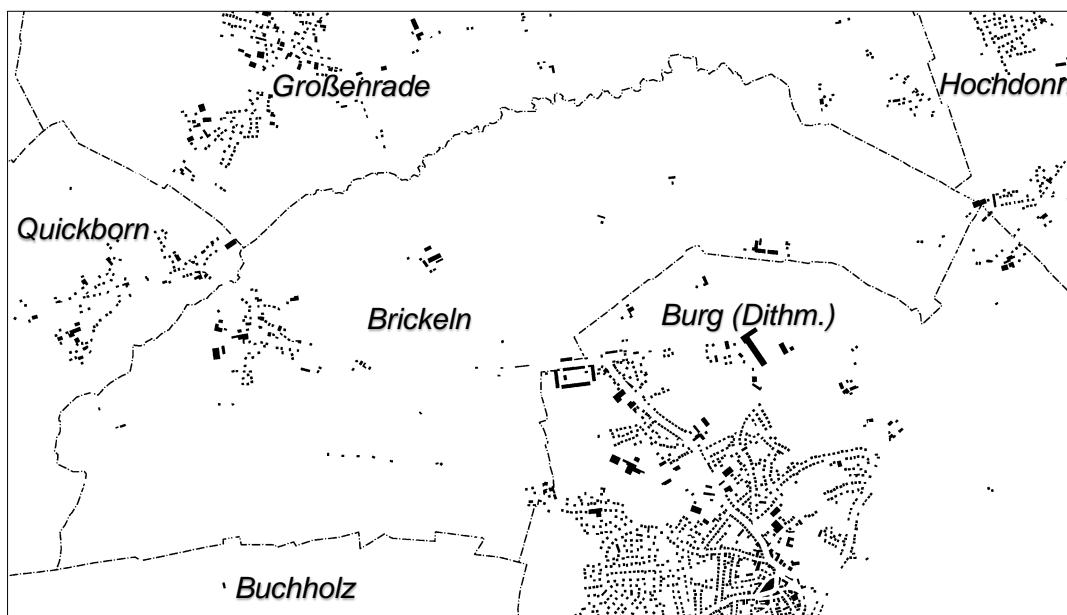 Großenrade
Hochdonn
Quickborn
Brickeln
Burg (Dithm.)
Buchholz